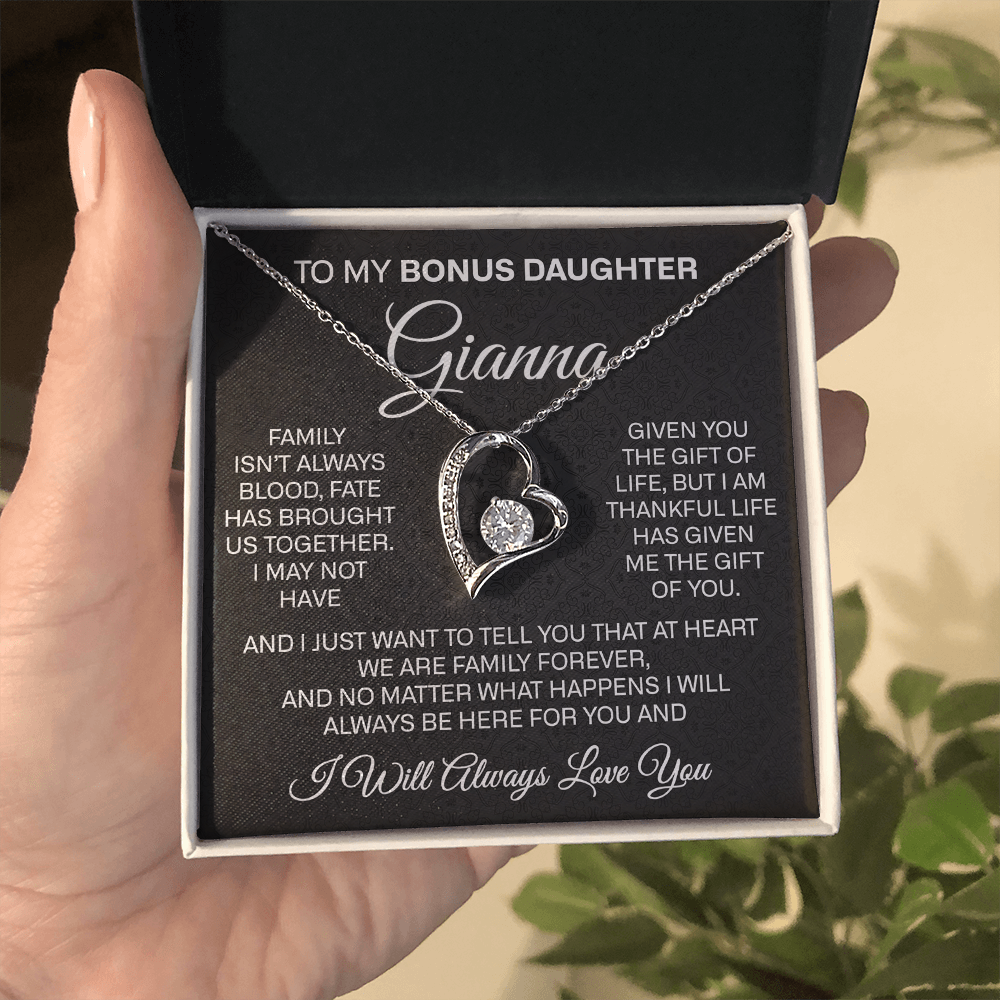 TO MY BONUS DAUGHTER
Gianna
FAMILY
ISN'T ALWAYS
BLOOD, FATE
HAS BROUGHT
US TOGETHER.
I MAY NOT
HAVE
GIVEN YOU
THE GIFT OF
LIFE, BUT I AM
THANKFUL LIFE
HAS GIVEN
ME THE GIFT
OF YOU.
AND I JUST WANT TO TELL YOU THAT AT HEART
WE ARE FAMILY FOREVER,
AND NO MATTER WHAT HAPPENS I WILL
ALWAYS BE HERE FOR YOU AND
I Will Always Love You